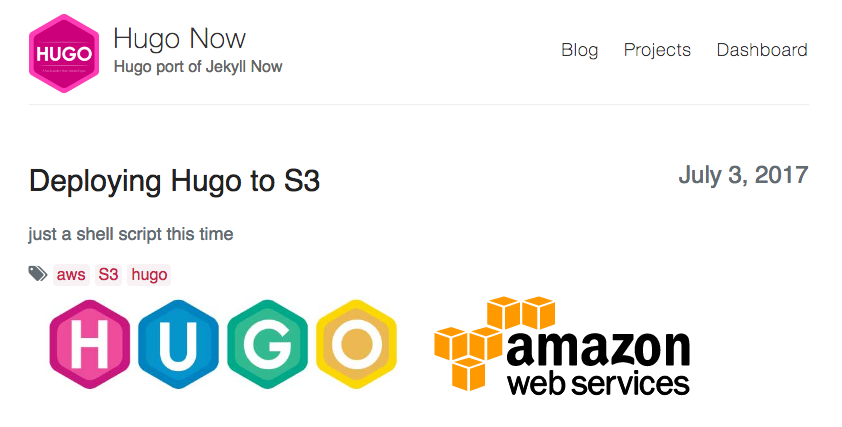 HUGO
Hugo Now
Hugo port of Jekyll Now
Blog Projects Dashboard
Deploying Hugo to S3
July 3, 2017
just a shell script this time
aws S3 hugo
HUGO
amazon
web services